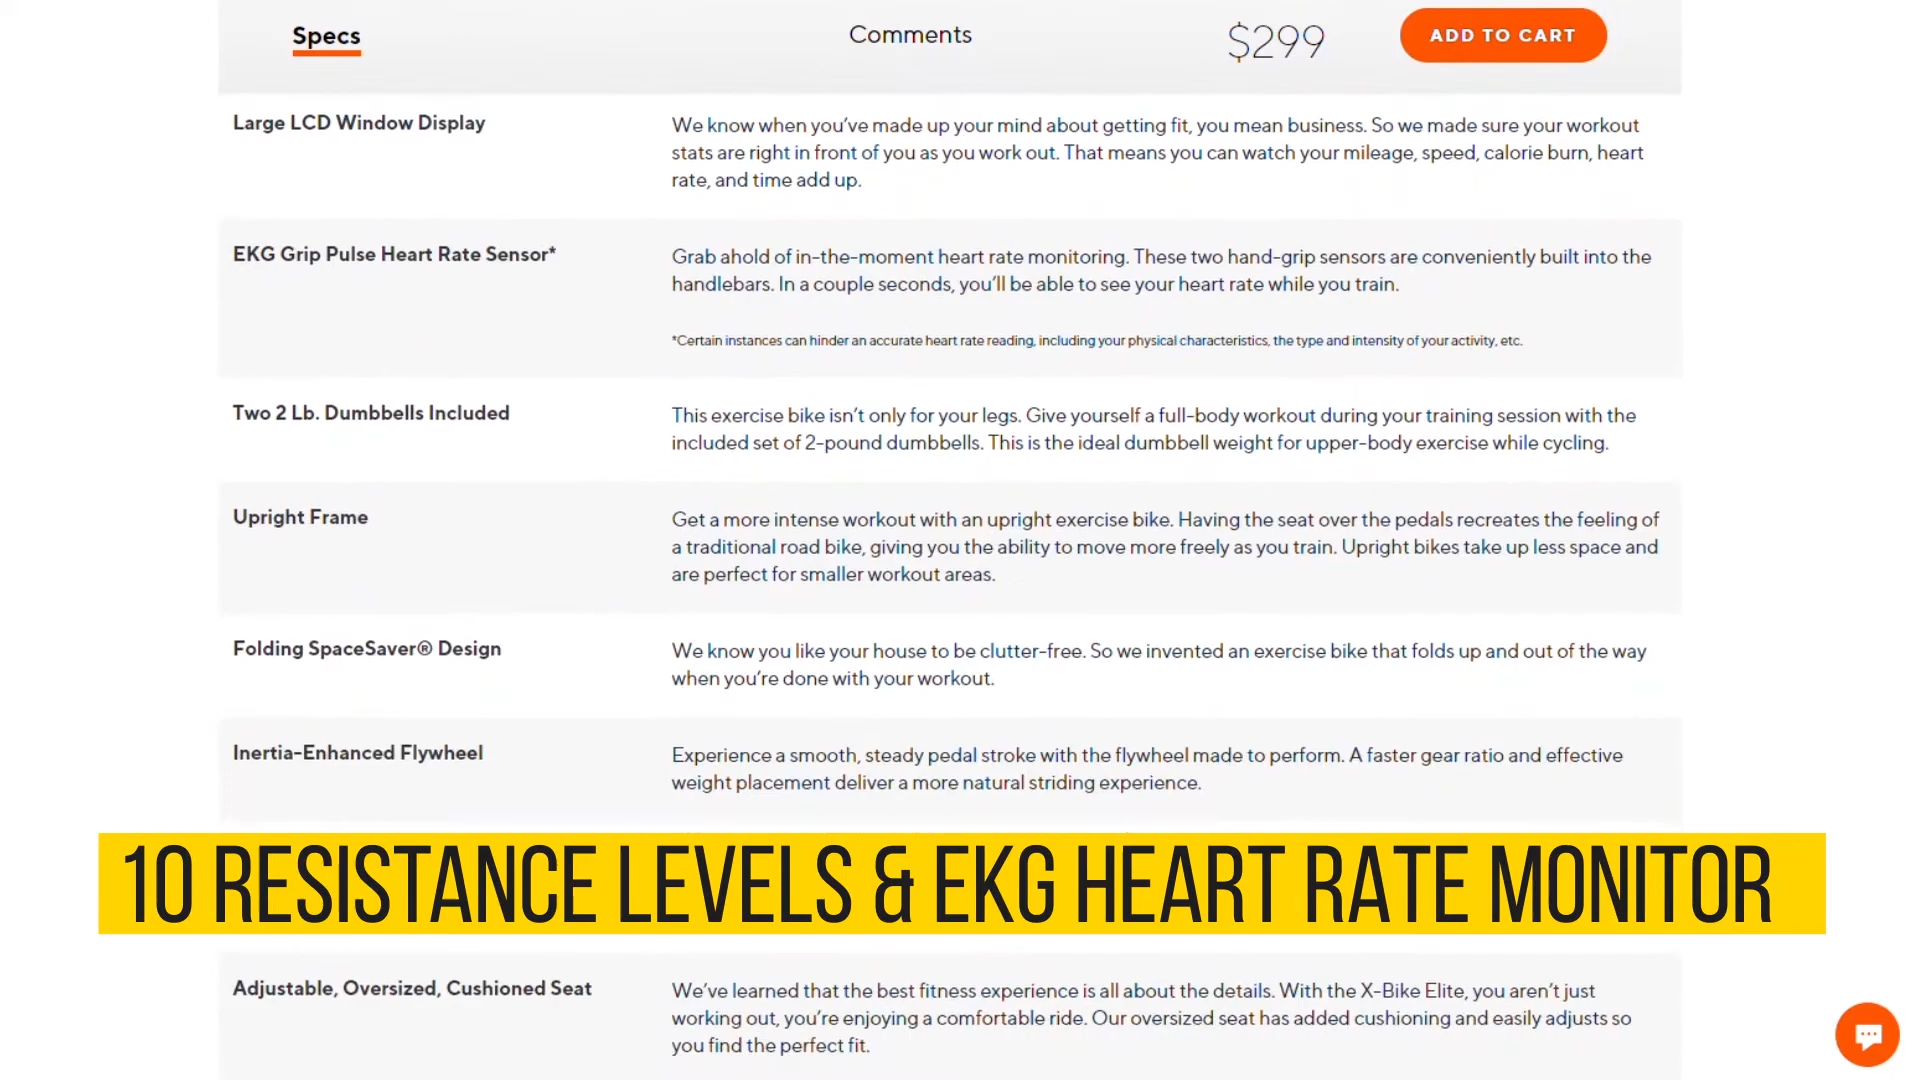 Specs
Comments
$299
ADD TO CART
Large LCD Window Display
We know when you’ve made up your mind about getting fit, you mean business. So we made sure your workout
stats are right in front of you as you work out. That means you can watch your mileage, speed, calorie burn, heart
rate, and time add up.
EKG Grip Pulse Heart Rate Sensor*
Grab ahold of in-the-moment heart rate monitoring. These two hand-grip sensors are conveniently built into the
handlebars. In a couple seconds, you’ll be able to see your heart rate while you train.
*Certain instances can hinder an accurate heart rate reading, including your physical characteristics, the type and intensity of your activity, etc.
Two 2 Lb. Dumbbells Included
This exercise bike isn’t only for your legs. Give yourself a full-body workout during your training session with the
included set of 2-pound dumbbells. This is the ideal dumbbell weight for upper-body exercise while cycling.
Upright Frame
Get a more intense workout with an upright exercise bike. Having the seat over the pedals recreates the feeling of
a traditional road bike, giving you the ability to move more freely as you train. Upright bikes take up less space and
are perfect for smaller workout areas.
Folding SpaceSaver® Design
We know you like your house to be clutter-free. So we invented an exercise bike that folds up and out of the way
when you’re done with your workout.
Inertia-Enhanced Flywheel
Experience a smooth, steady pedal stroke with the flywheel made to perform. A faster gear ratio and effective
weight placement deliver a more natural striding experience.
10 RESISTANCE LEVELS & EKG HEART RATE MONITOR
Adjustable, Oversized, Cushioned Seat
We’ve learned that the best fitness experience is all about the details. With the X-Bike Elite, you aren’t just
working out, you’re enjoying a comfortable ride. Our oversized seat has added cushioning and easily adjusts so
you find the perfect fit.